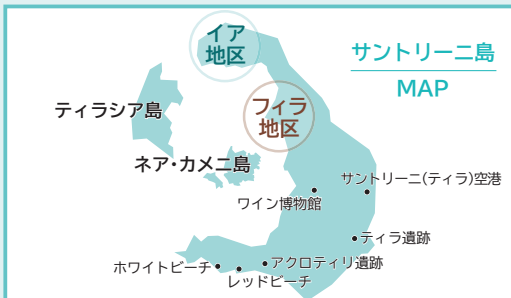 イア
地区
サントリーニ島
MAP
ティラシア島
フィラ
地区
ネア・カメニ島
サントリーニ(ティラ)空港
ワイン博物館
ティラ遺跡
アクロティリ遺跡
ホワイトビーチ
レッドビーチ